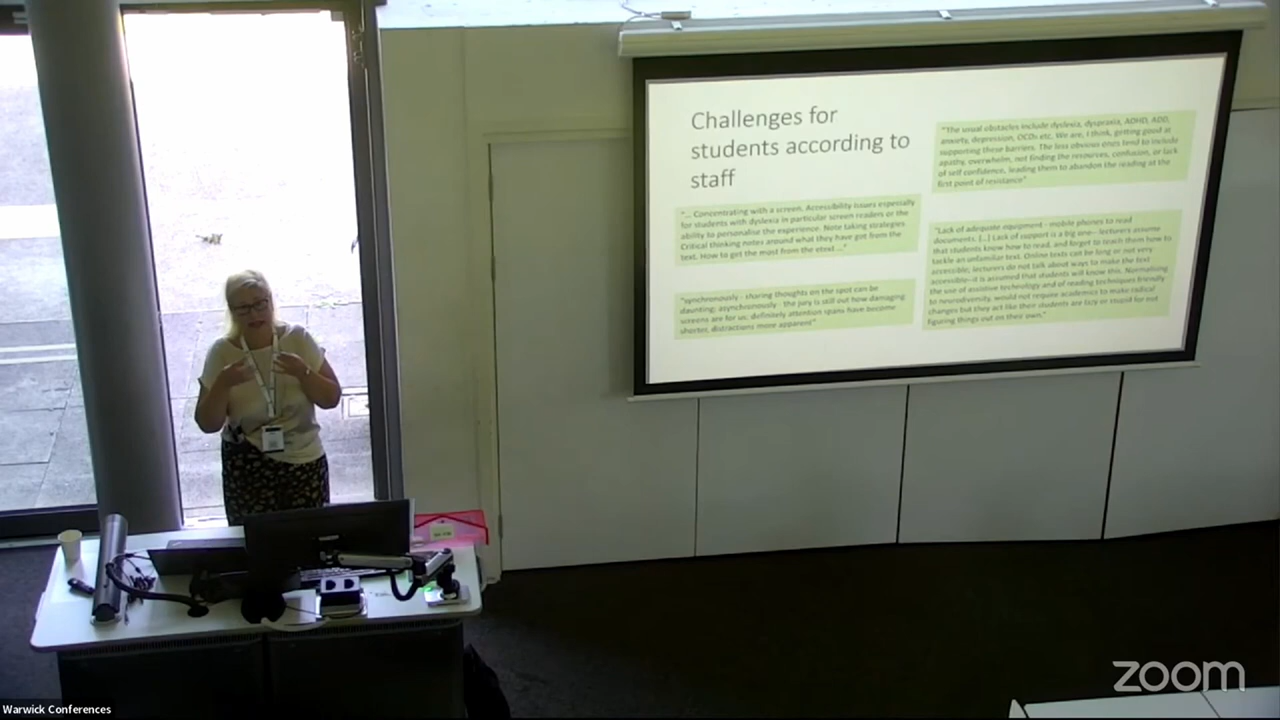 Challenges for
students according to
staff
"... Concentrating with a screen. Accessibility issues especially
for students with dyslexia in particular screen readers or the
ability to personalise the experience. Note taking strategies
Critical thinking notes around what they have got from the
text. How to get the most from the etext ..."
"synchronously - sharing thoughts on the spot can be
daunting; asynchronously - The jury is still out how damaging
screens are for us, definitely attention spans have become
shorter, distractions more apparent"
"The usual obstacles include dyslexia, dyspraxia, ADHD, ADD,
anxiety, depression, OCDs etc. We are, I think, getting good at
supporting these barriers. The less obvious ones tend to include
apathy, overwhelm, not finding the resources, confusion, or lack
of self confidence, leading them to abandon the reading at the
first point of resistance"
"Lack of adequate equipment - mobile phones to read
documents. [...] Lack of support is a big one-- lecturers assume
that students know how to read, and forget to teach them how to
tackle an unfamiliar text. Online texts can be long or not very
accessible; lecturers do not talk about ways to make the text
accessible--it is assumed that students will know this. Normalising
the use of assistive technology and of reading techniques friendly
to neurodiversity, would not require academics to make radical
changes but they act like their students are lazy or stupid for not
figuring things out on their own."
zoom
Warwick Conferences